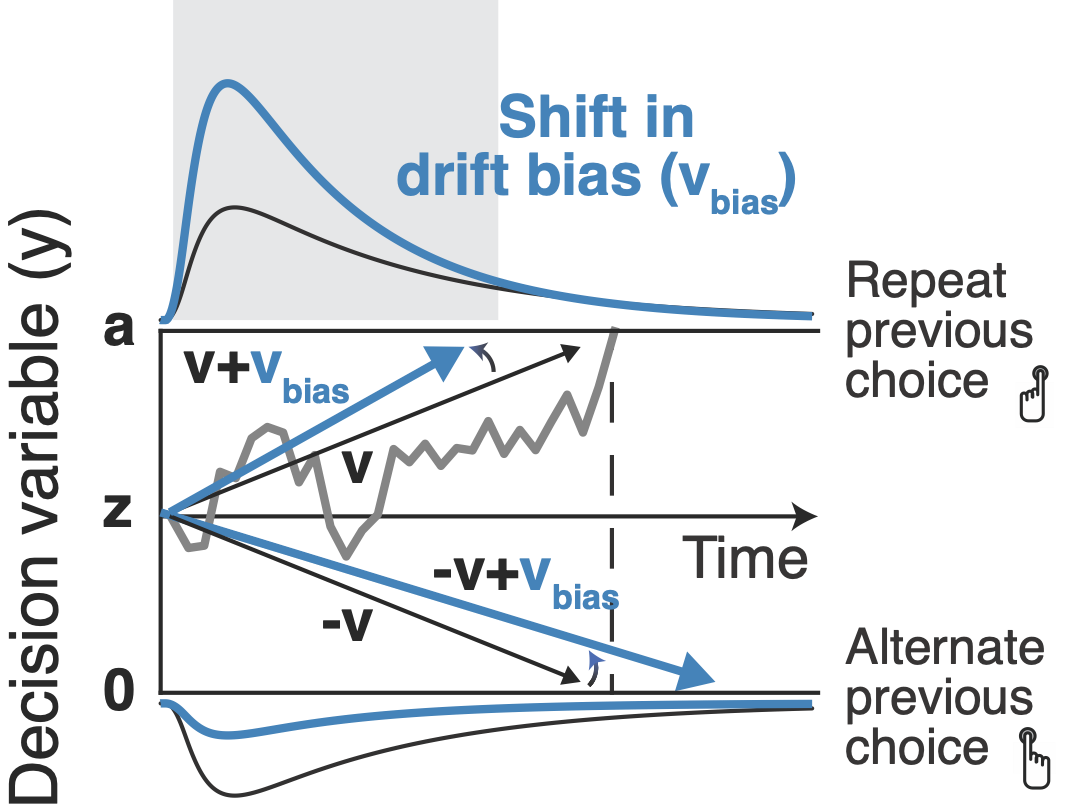 Shift in
drift bias (vbias)
Decision variable (y)
a
Repeat
previous
choice
v+vbias
v
z
Time
-v+vbias
-v
0
Alternate
previous
choice